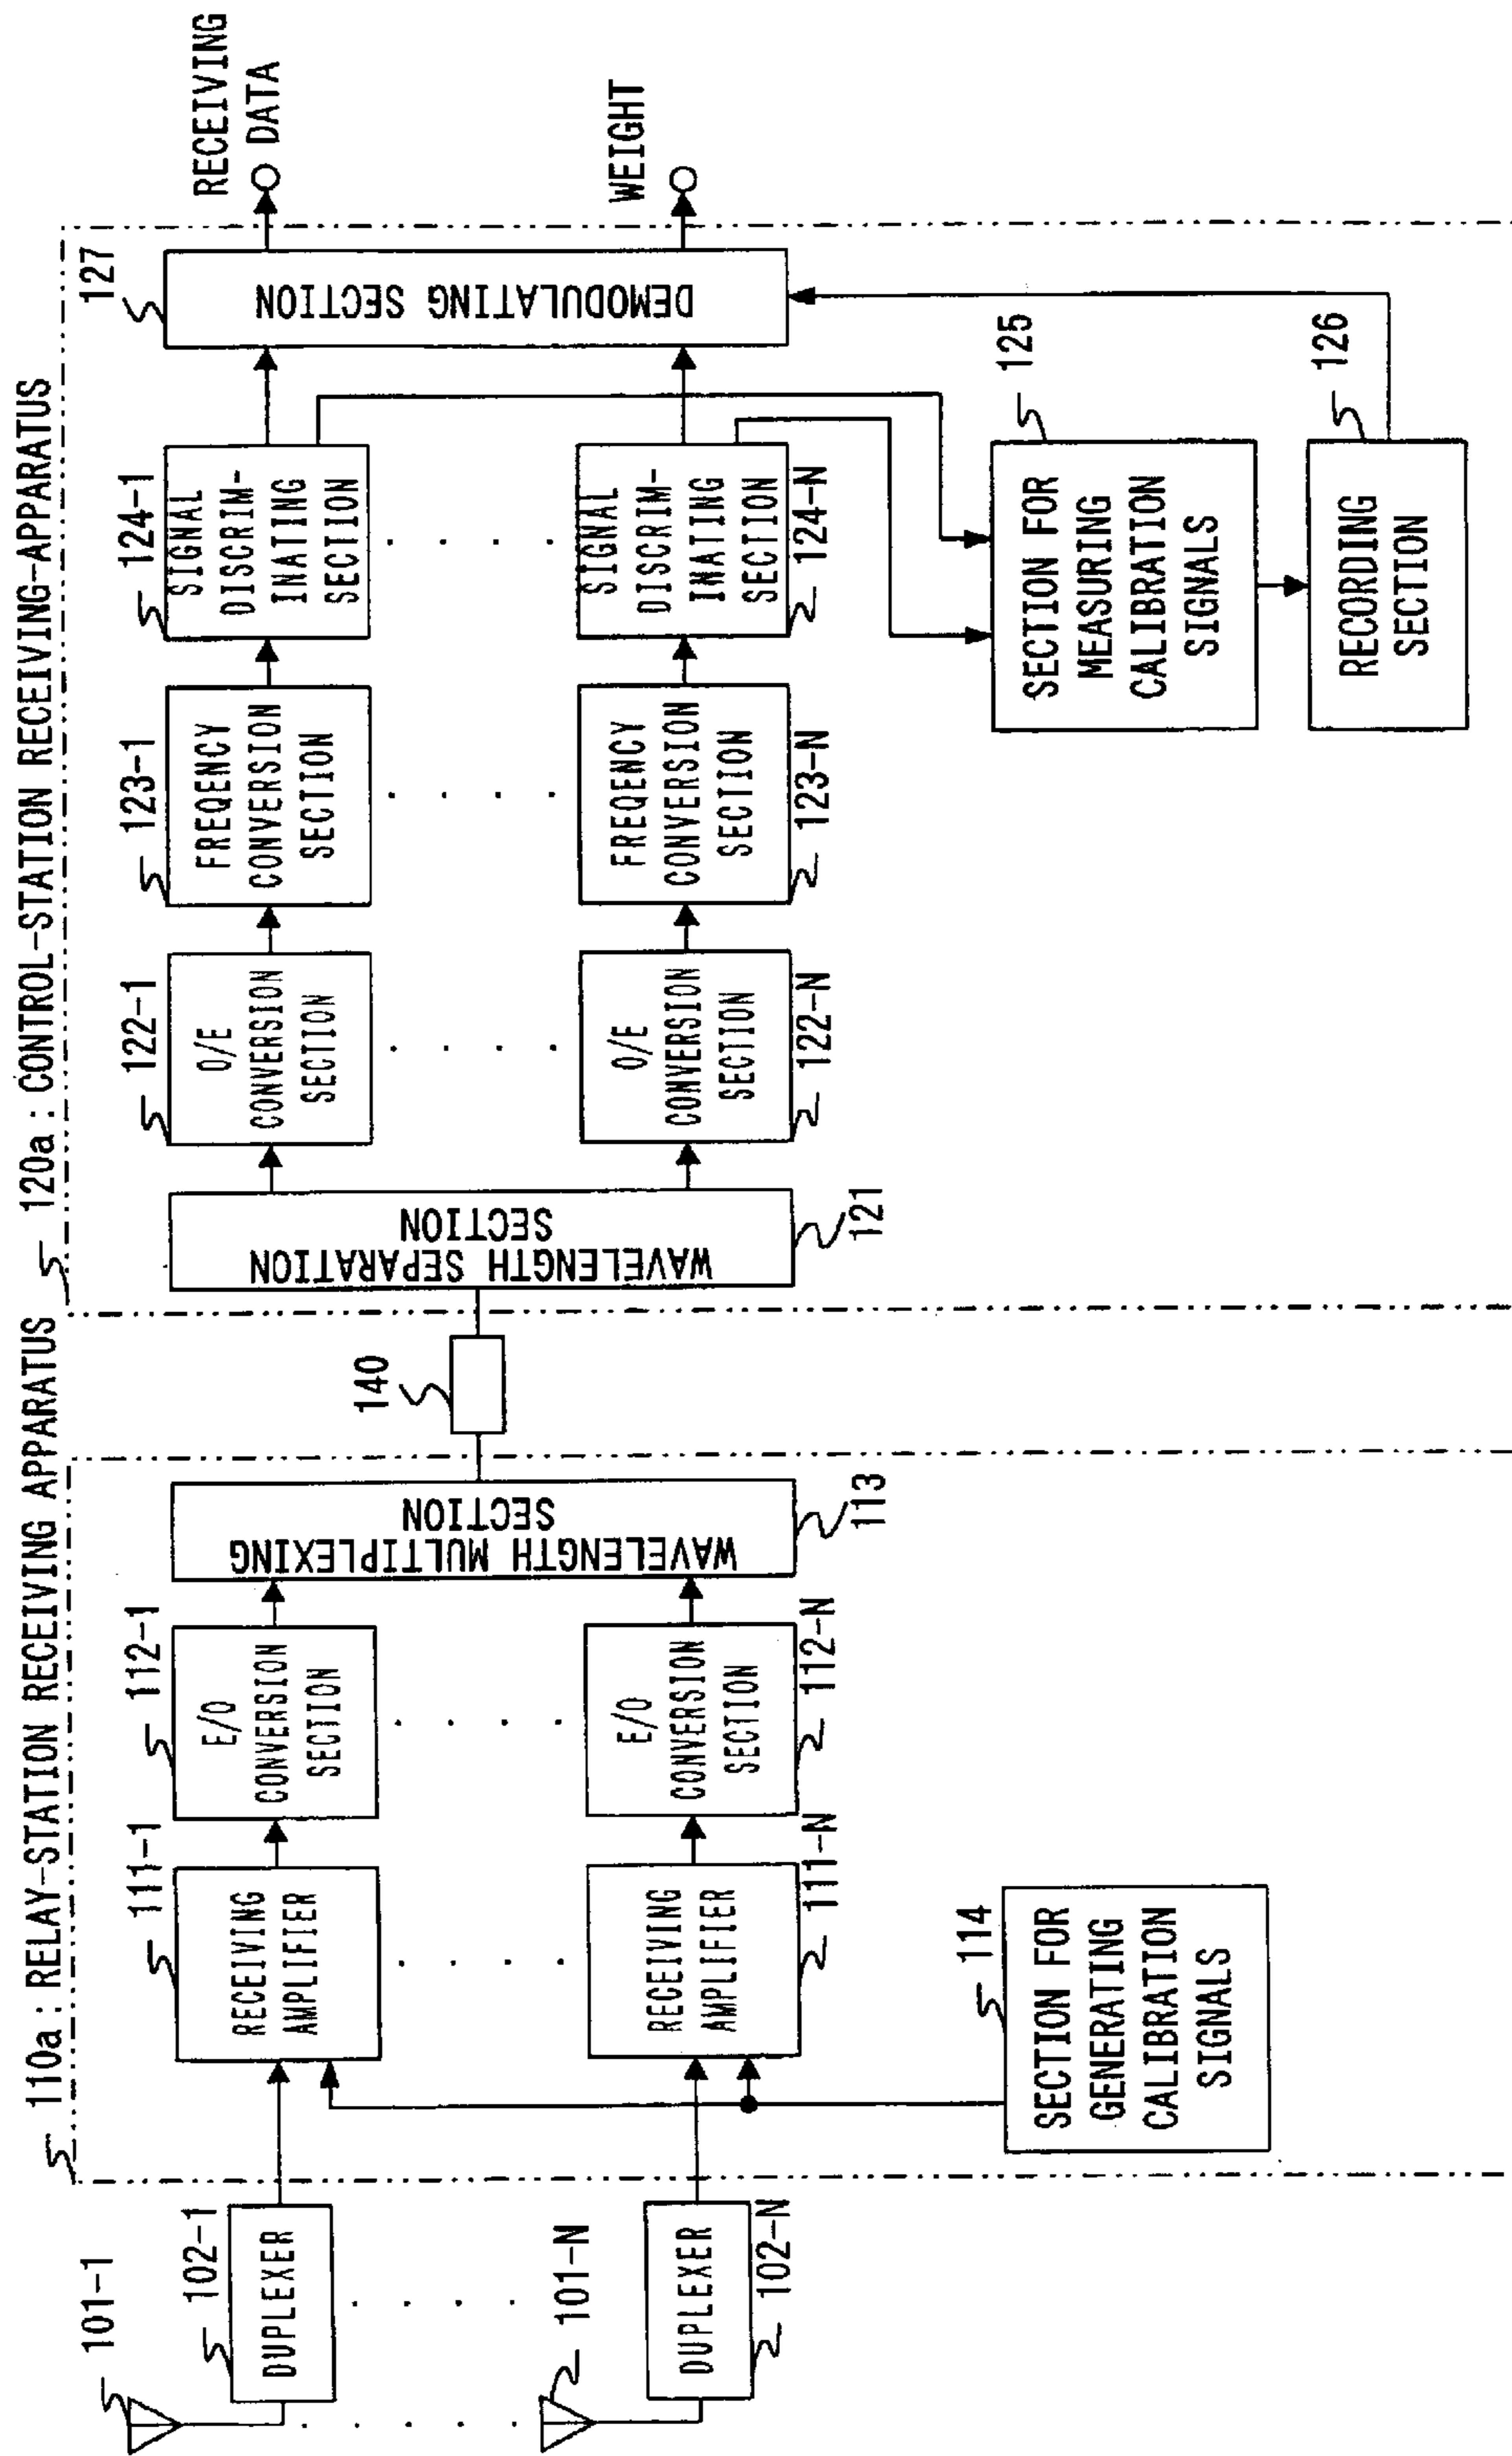 110a : RELAY-STATION RECEIVING APPARATUS
120a : CONTROL-STATION RECEIVING-APPARATUS
101-1
102-1
DUPLEXER
101-N
DUPLEXER
102-N
111-1
RECEIVING
AMPLIFIER
RECEIVING
AMPLIFIER
111-N
112-1
E/O
CONVERSION
SECTION
E/O
CONVERSION
SECTION
112-N
WAVELENGTH MULTIPLEXING
SECTION
113
114
SECTION FOR
GENERATING
CALIBRATION
SIGNALS
140
WAVELENGTH SEPARATION
SECTION
121
122-1
O/E
CONVERSION
SECTION
O/E
CONVERSION
SECTION
122-N
123-1
FREQENCY
CONVERSION
SECTION
FREQENCY
CONVERSION
SECTION
123-N
124-1
SIGNAL
DISCRIM-
INATING
SECTION
SIGNAL
DISCRIM-
INATING
SECTION
124-N
125
SECTION FOR
MEASURING
CALIBRATION
SIGNALS
126
RECORDING
SECTION
127
DEMODULATING SECTION
RECEIVING
DATA
WEIGHT